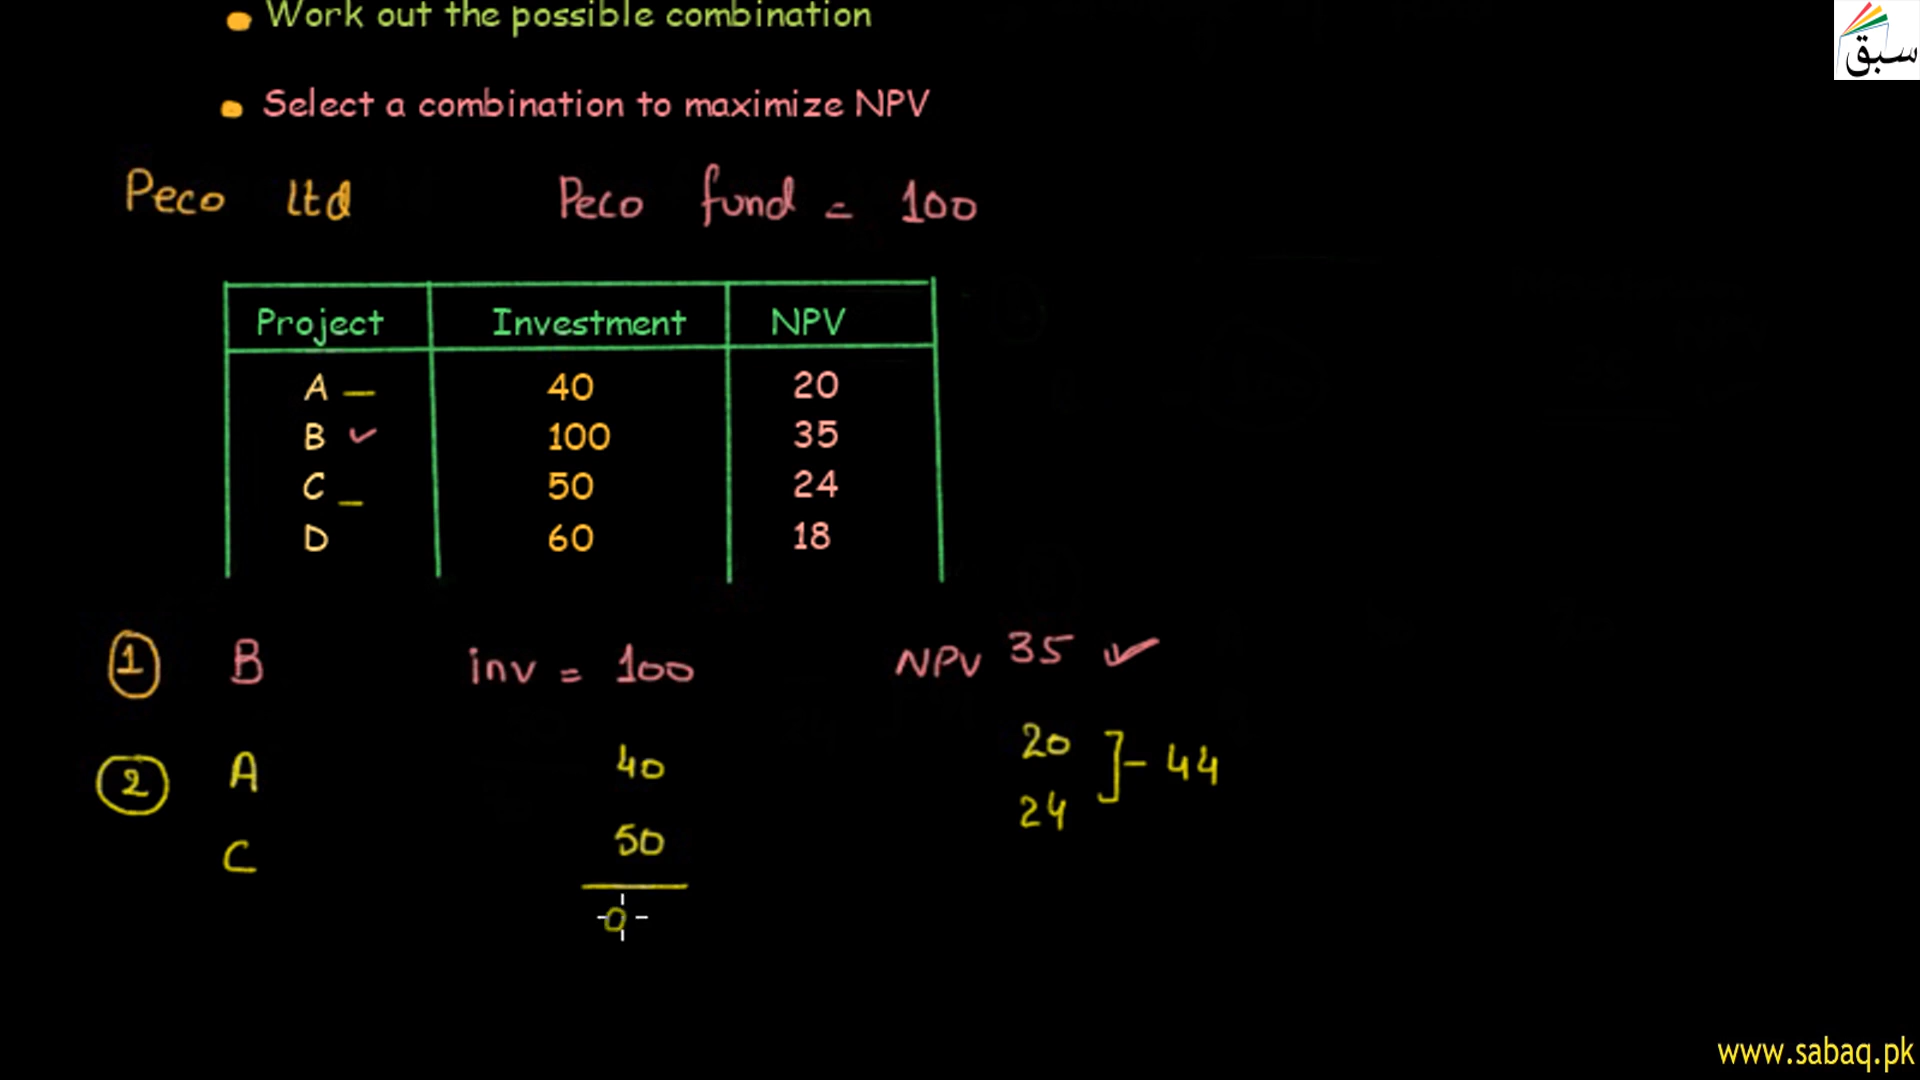 Work out the possible combination
سبق
Select a combination to maximize NPV
Peco ltd Peco fund = 100
Project Investment NPV
A 40 20
B ✓ 100 35
C 50 24
D 60 18
1 B inv = 100 NPV 35 ✓
2 A 40 20 ]- 44
C 50 24
www.sabaq.pk